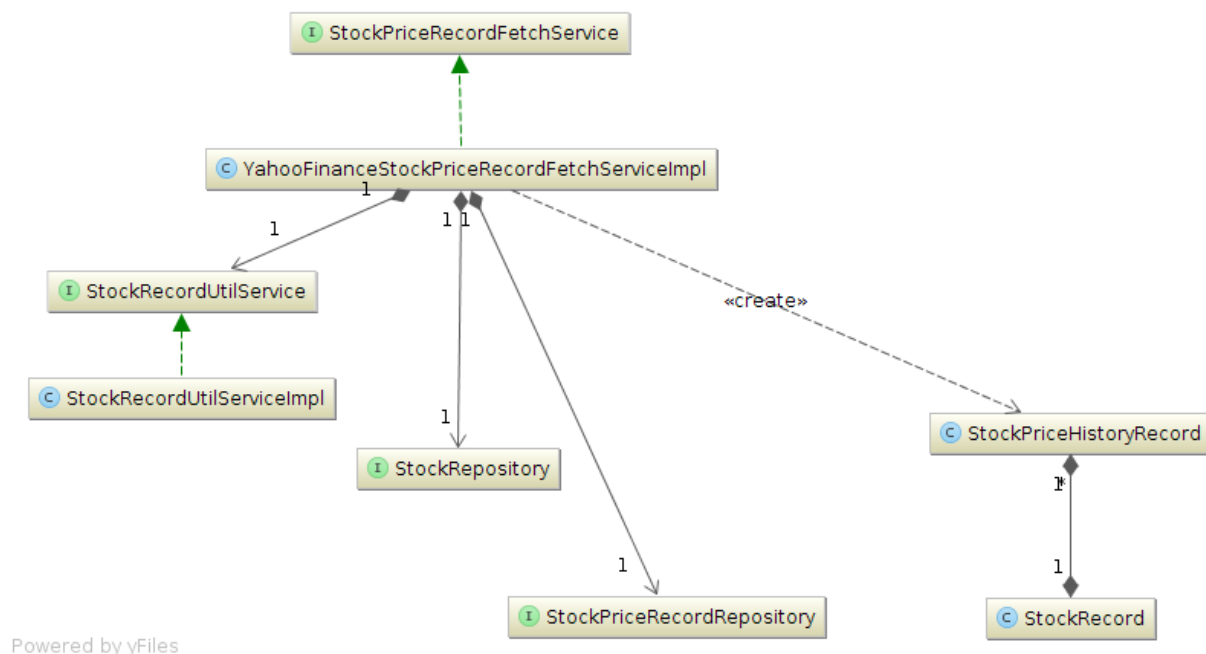 I StockPriceRecordFetchService
C YahooFinanceStockPriceRecordFetchServiceImpl
1
1
1
1
I StockRecordUtilService
«create»
C StockRecordUtilServiceImpl
1
C StockPriceHistoryRecord
I StockRepository
1
*
1
1
I StockPriceRecordRepository
C StockRecord
Powered by yFiles